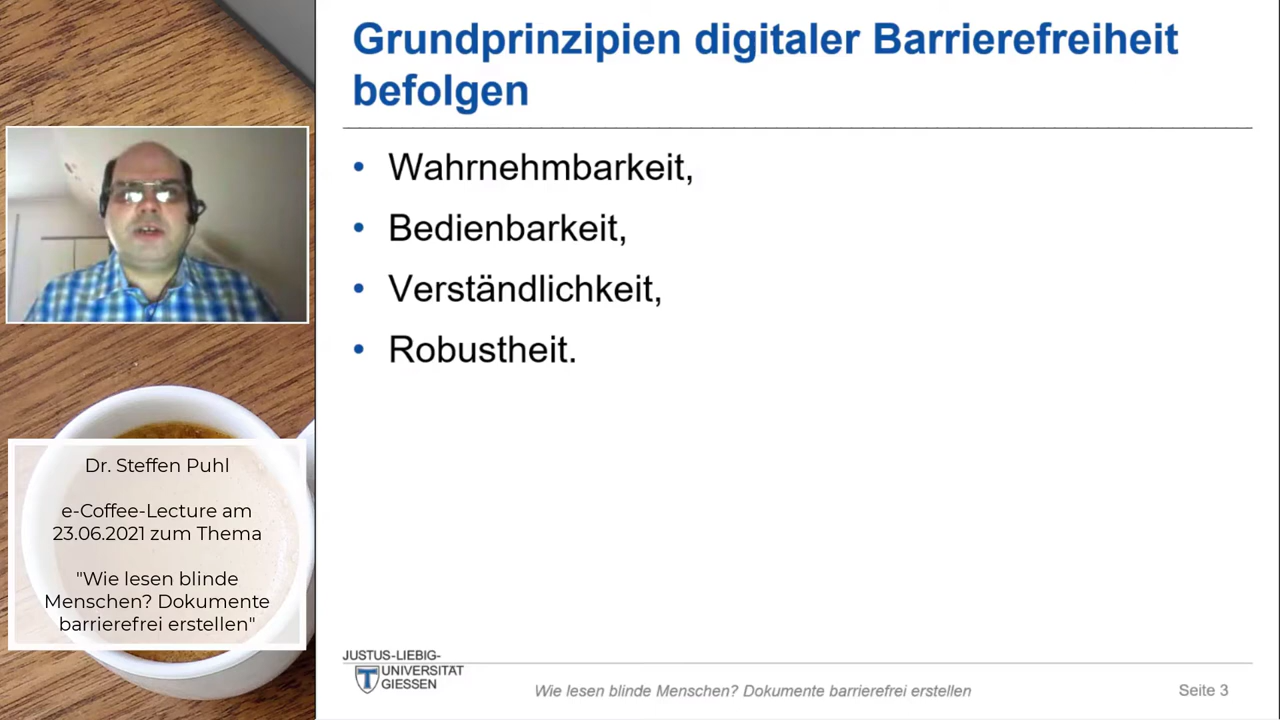 Grundprinzipien digitaler Barrierefreiheit
befolgen
• Wahrnehmbarkeit,
• Bedienbarkeit,
• Verständlichkeit,
• Robustheit.
Dr. Steffen Puhl
e-Coffee-Lecture am
23.06.2021 zum Thema
"Wie lesen blinde
Menschen? Dokumente
barrierefrei erstellen"
JUSTUS-LIEBIG-
UNIVERSITÄT
GIESSEN
Wie lesen blinde Menschen? Dokumente barrierefrei erstellen
Seite 3